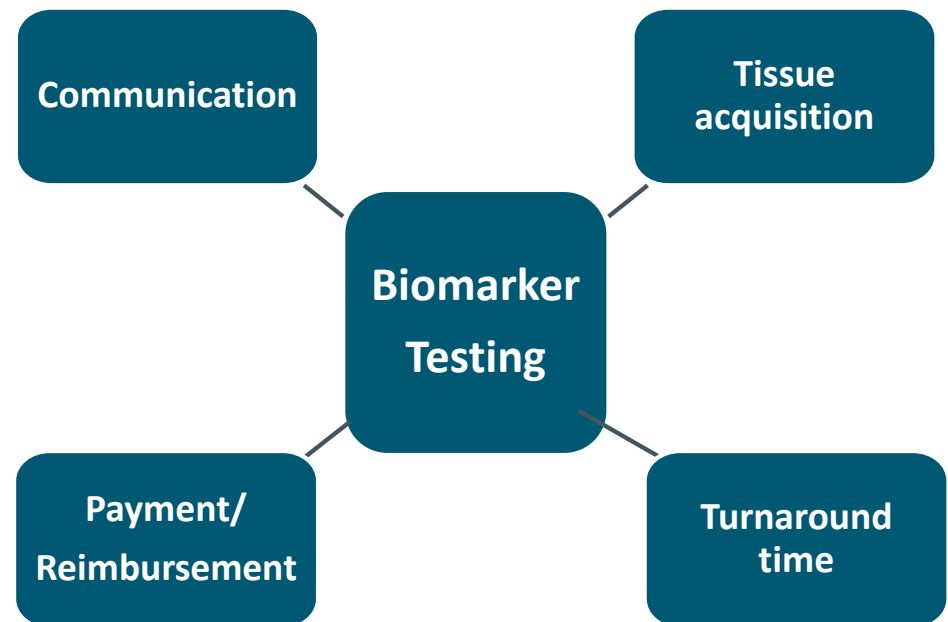 Communication
Tissue
acquisition
Biomarker
Testing
Payment/
Reimbursement
Turnaround
time